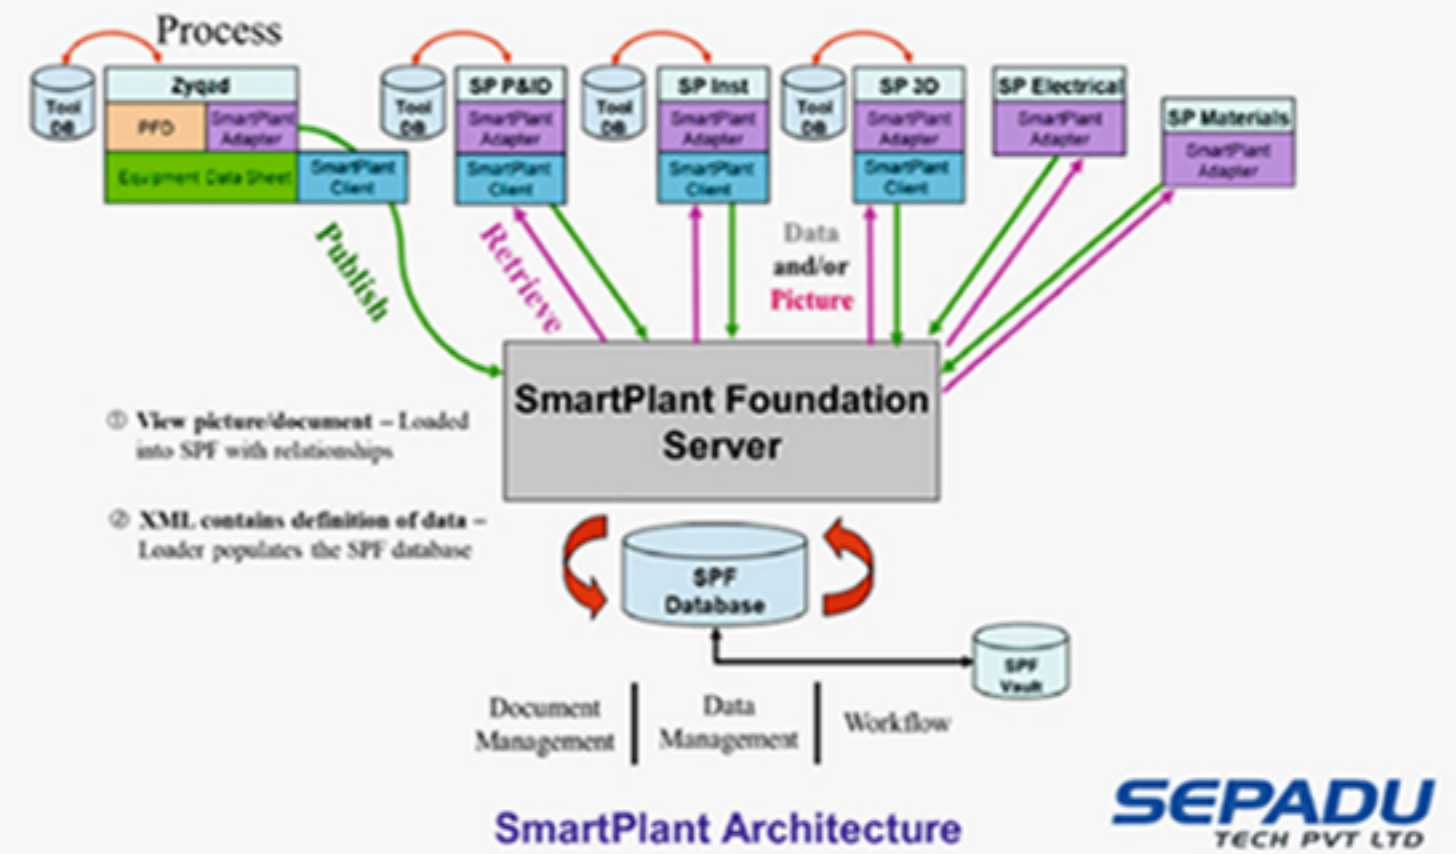 Process
Tool
DB
Zyqad
PFD
SmartPlant
Adapter
Equipment Data Sheet
SmartPlant
Client
Tool
DB
SP P&ID
SmartPlant
Adapter
SmartPlant
Client
Tool
DB
SP Inst
SmartPlant
Adapter
SmartPlant
Client
Tool
DB
SP 3D
SmartPlant
Adapter
SmartPlant
Client
SP Electrical
SmartPlant
Adapter
SP Materials
SmartPlant
Adapter
Publish
Retrieve
Data
and/or
Picture
SmartPlant Foundation
Server
① View picture/document – Loaded
into SPF with relationships
② XML contains definition of data –
Loader populates the SPF database
SPF
Database
SPF
Vault
Document
Management
Data
Management
Workflow
SmartPlant Architecture
SEPADU
TECH PVT LTD